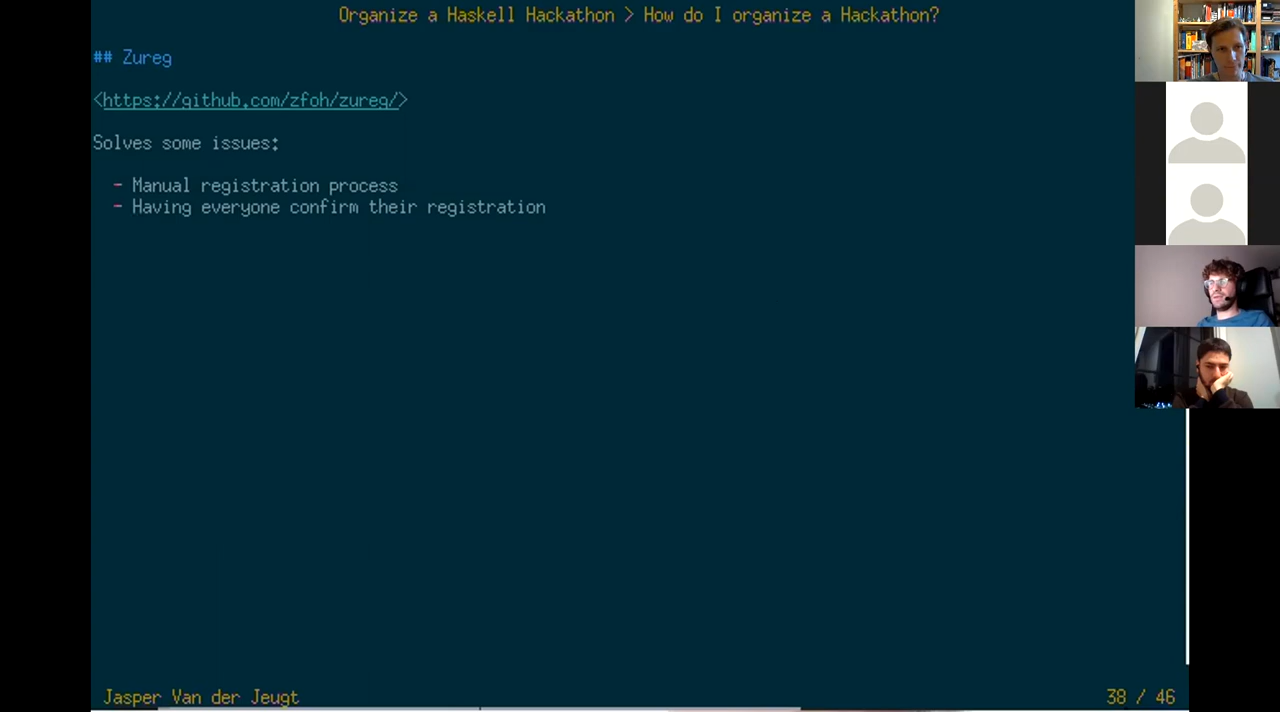 Organize a Haskell Hackathon > How do I organize a Hackathon?
## Zureg
<https://github.com/zfoh/zureg/>
Solves some issues:
- Manual registration process
- Having everyone confirm their registration
Jasper Van der Jeugt
38 / 46